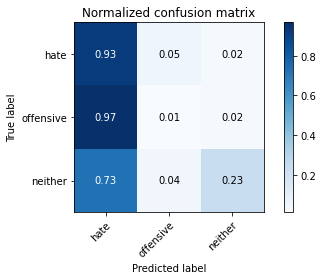 Normalized confusion matrix
True label
hate 0.93 0.05 0.02
offensive 0.97 0.01 0.02
neither 0.73 0.04 0.23
hate offensive neither
Predicted label
0.8
0.6
0.4
0.2